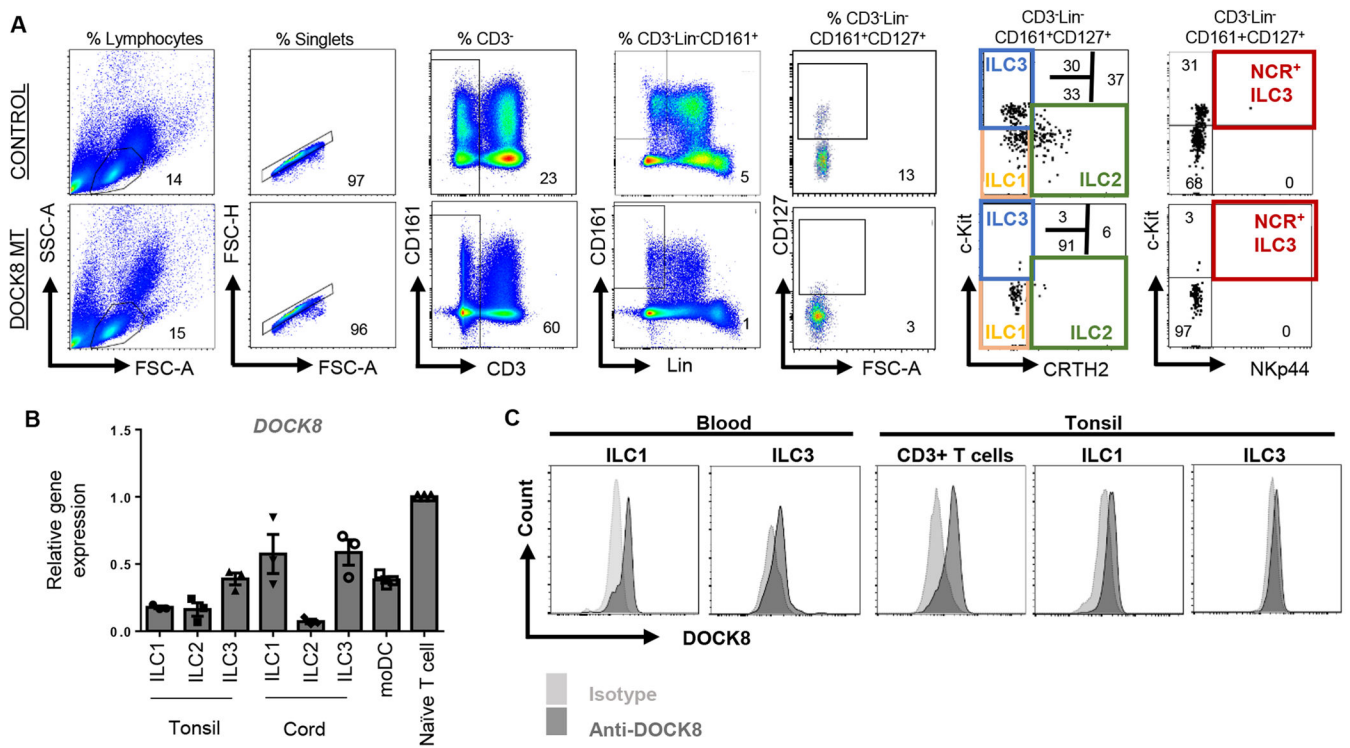 A
% Lymphocytes
% Singlets
% CD3-
% CD3-Lin-CD161+
% CD3-Lin-
CD161+CD127+
CD3-Lin-
CD161+CD127+
CD3-Lin-
CD161+CD127+
CONTROL
14
97
23
5
13
ILC3
30
33
37
ILC1
ILC2
31
NCR+
ILC3
68
0
DOCK8 MT
SSC-A
15
FSC-A
FSC-H
96
FSC-A
CD161
60
CD3
CD161
1
Lin
CD127
3
FSC-A
c-Kit
ILC3
3
91
6
ILC1
ILC2
CRTH2
c-Kit
3
NCR+
ILC3
97
0
NKp44
B
DOCK8
Relative gene
expression
1.5
1.0
0.5
0.0
ILC1
ILC2
ILC3
ILC1
ILC2
ILC3
moDC
Naïve T cell
Tonsil
Cord
C
Blood
Tonsil
ILC1
ILC3
CD3+ T cells
ILC1
ILC3
Count
DOCK8
Isotype
Anti-DOCK8